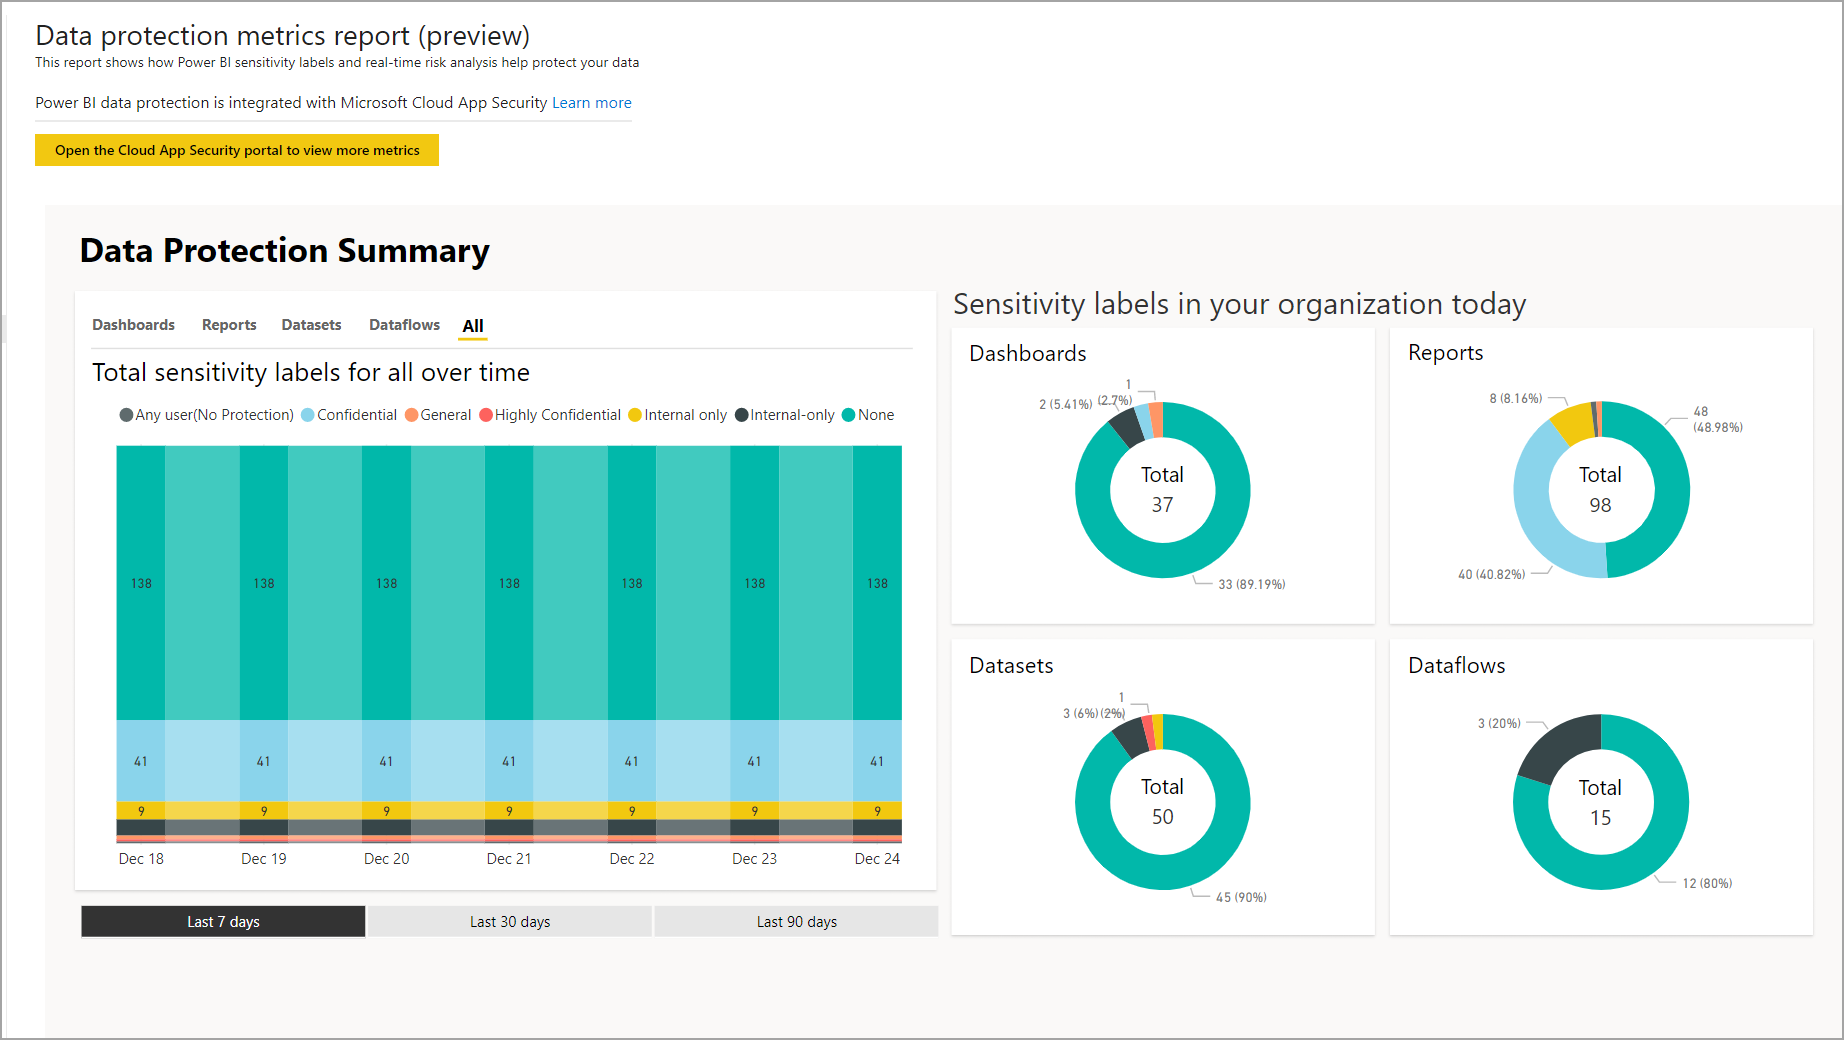 Data protection metrics report (preview)
This report shows how Power BI sensitivity labels and real-time risk analysis help protect your data
Power BI data protection is integrated with Microsoft Cloud App Security Learn more
Open the Cloud App Security portal to view more metrics
Data Protection Summary
Dashboards Reports Datasets Dataflows All
Total sensitivity labels for all over time
Any user(No Protection) Confidential General Highly Confidential Internal only Internal-only None
138 138 138 138 138 138 138
41 41 41 41 41 41 41
9 9 9 9 9 9 9
Dec 18 Dec 19 Dec 20 Dec 21 Dec 22 Dec 23 Dec 24
Last 7 days Last 30 days Last 90 days
Sensitivity labels in your organization today
Dashboards
1
2 (5.41%) (2.7%)
Total
37
33 (89.19%)
Reports
8 (8.16%)
48
(48.98%)
Total
98
40 (40.82%)
Datasets
1
3 (6%) (2%)
Total
50
45 (90%)
Dataflows
3 (20%)
Total
15
12 (80%)